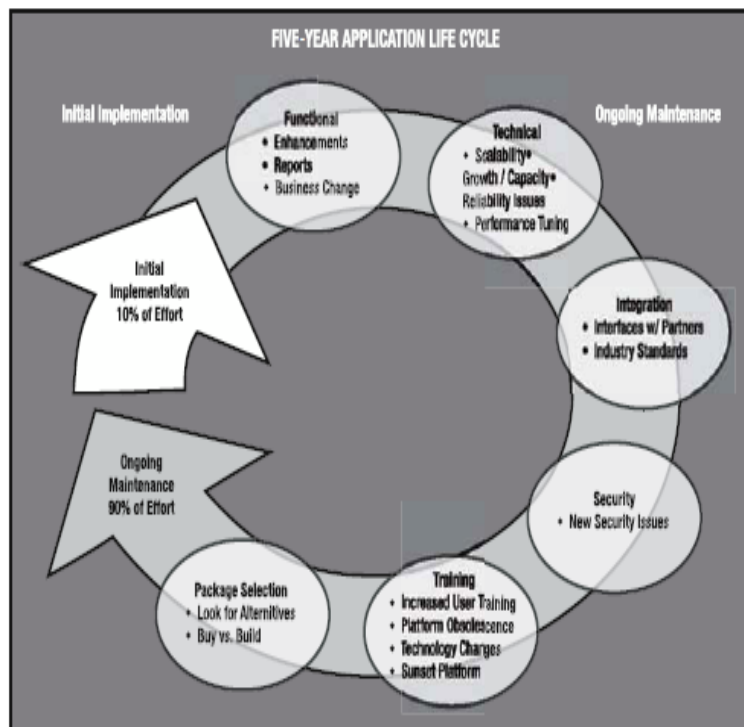 FIVE-YEAR APPLICATION LIFE CYCLE
Initial Implementation
Ongoing Maintenance
Functional
• Enhancements
• Reports
• Business Change
Technical
• Scalability•
Growth / Capacity•
Reliability Issues
• Performance Tuning
Initial
Implementation
10% of Effort
Integration
• Interfaces w/ Partners
• Industry Standards
Ongoing
Maintenance
90% of Effort
Security
• New Security Issues
Training
• Increased User Training
• Platform Obsolescence
• Technology Changes
• Sunset Platform
Package Selection
• Look for Alternitives
• Buy vs. Build